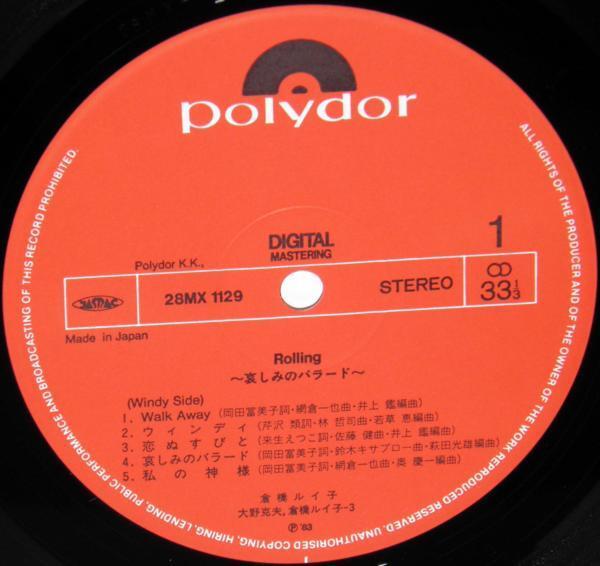 polydor
DIGITAL
MASTERING
1
Polydor K.K.,
JASRAC
28MX 1129
STEREO
33 1/3
Made in Japan
Rolling
～哀しみのバラード～
(Windy Side)
1. Walk Away (岡田冨美子詞・網倉一也曲・井上 鑑編曲)
2. ウィンディ (芹沢 類詞・林 哲司曲・若草 恵編曲)
3. 恋ぬすびと (来生えつこ詞・佐藤 健曲・井上 鑑編曲)
4. 哀しみのバラード (岡田冨美子詞・鈴木キサブロー曲・萩田光雄編曲)
5. 私の神様 (岡田冨美子詞・網倉一也曲・奥 慶一編曲)
倉橋ルイ子
大野克夫, 倉橋ルイ子-3
Ⓟ '83
ALL RIGHTS OF THE PRODUCER AND OF THE OWNER OF THE WORK REPRODUCED RESERVED. UNAUTHORISED COPYING, HIRING, LENDING, PUBLIC PERFORMANCE AND BROADCASTING OF THIS RECORD PROHIBITED.